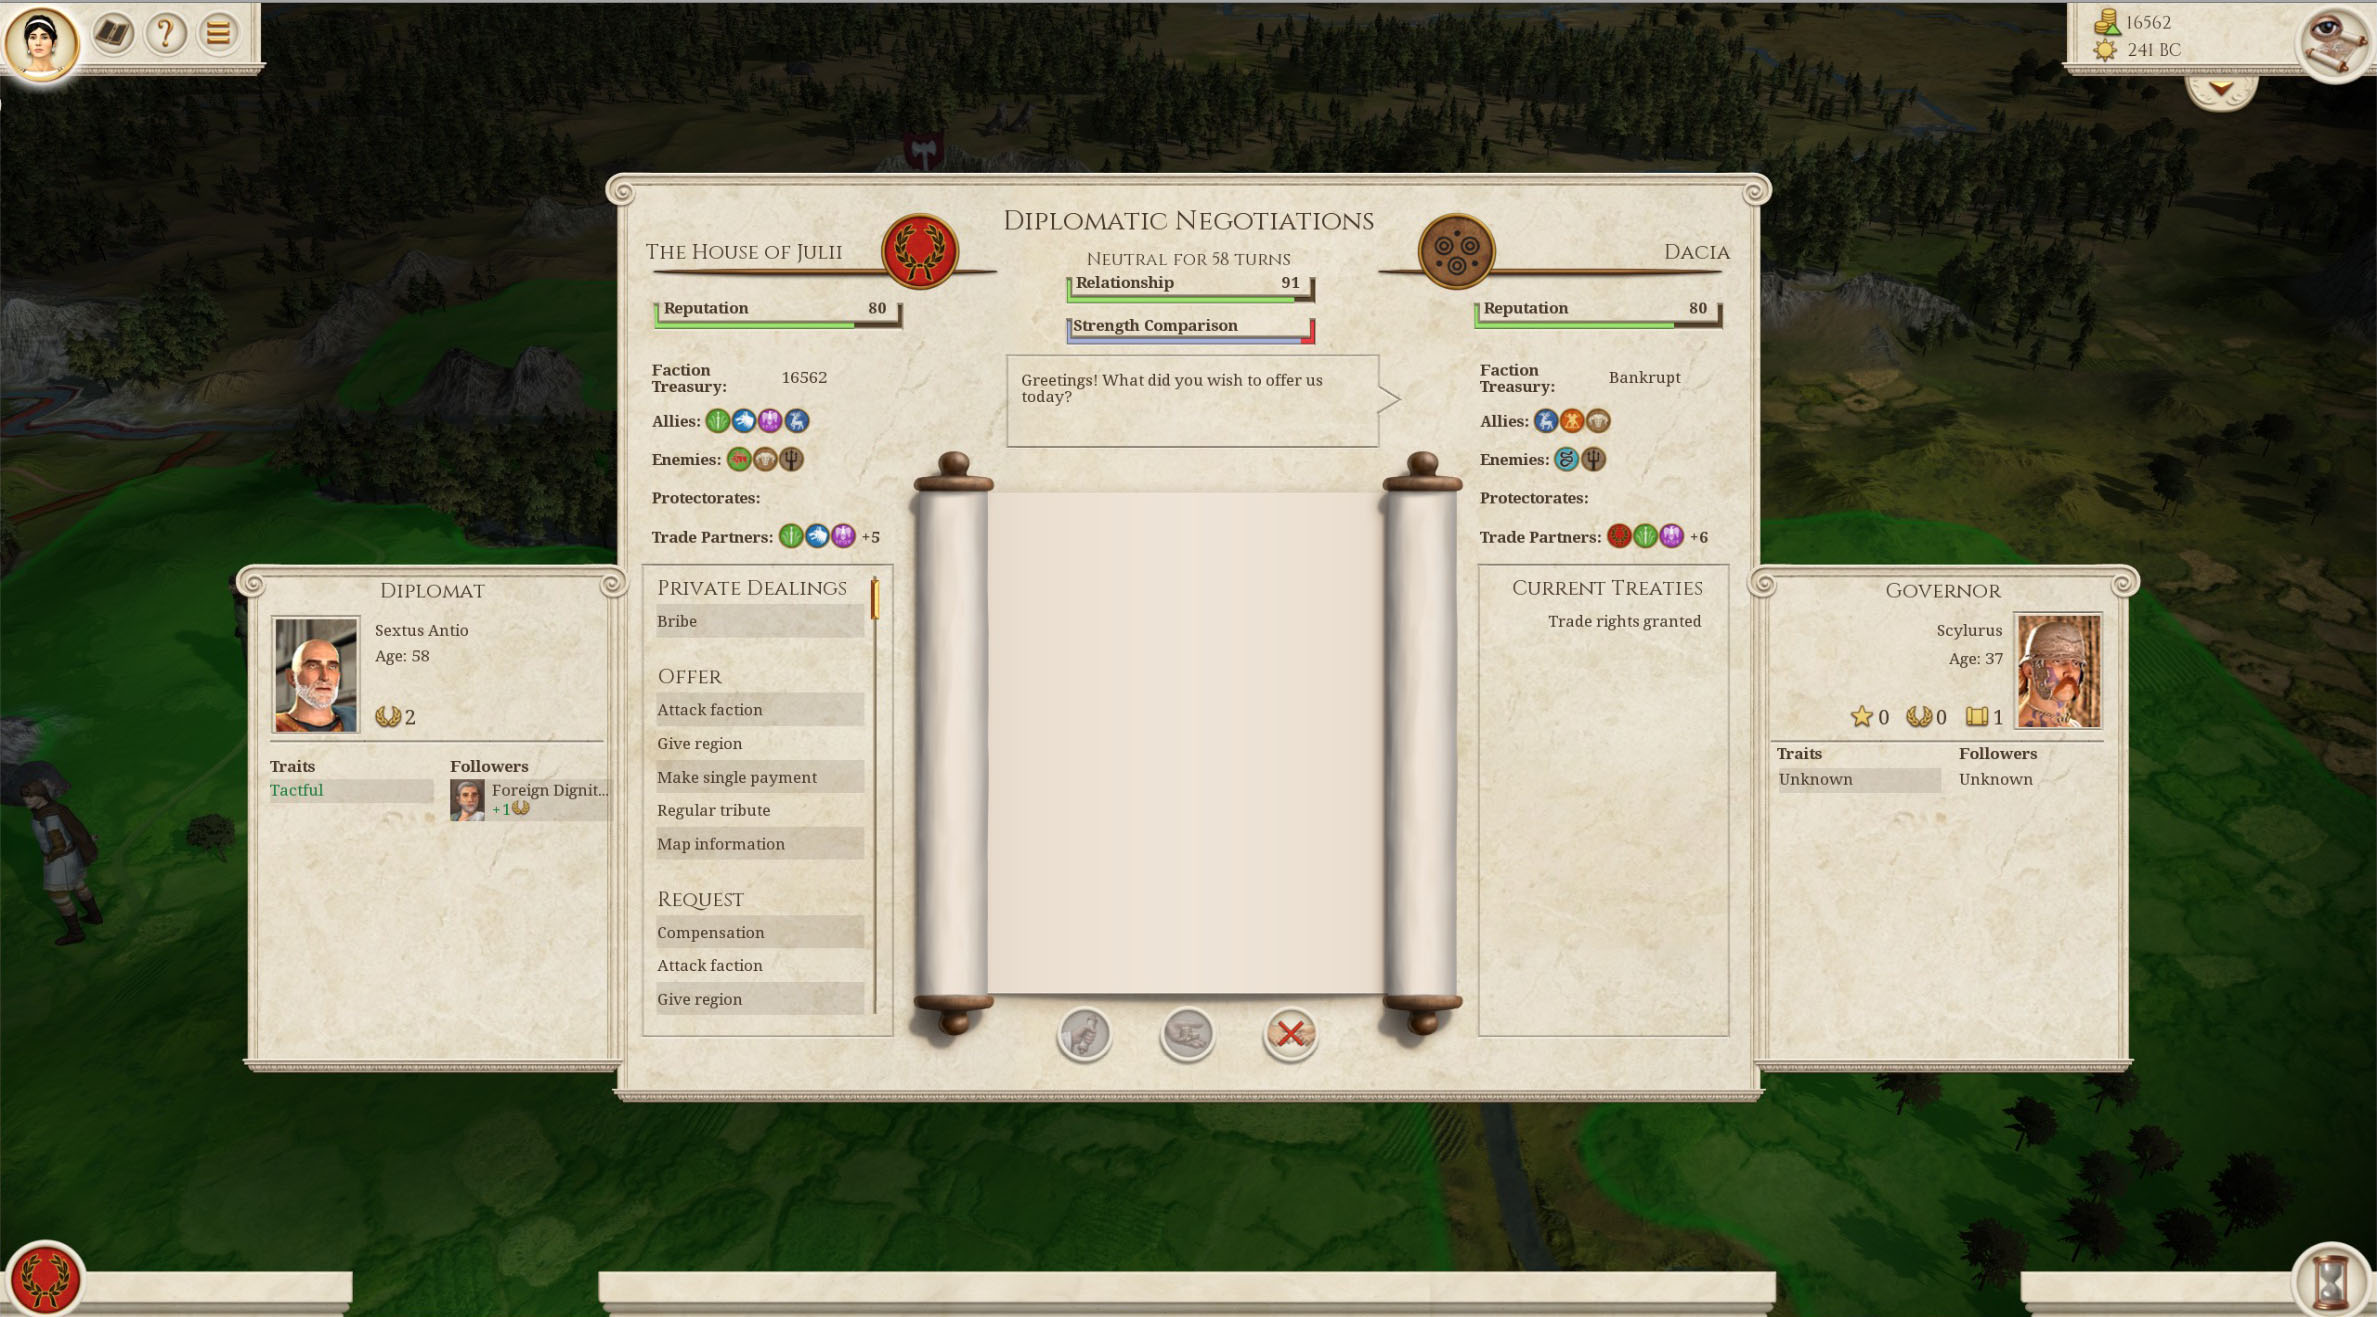 16562
241 BC
Diplomatic Negotiations
The House of Julii
Neutral for 58 turns
Dacia
Relationship 91
Reputation 80
Strength Comparison
Reputation 80
Faction
Treasury: 16562
Allies:
Enemies:
Protectorates:
Trade Partners: +5
Greetings! What did you wish to offer us
today?
Faction
Treasury: Bankrupt
Allies:
Enemies:
Protectorates:
Trade Partners: +6
Diplomat
Sextus Antio
Age: 58
2
Traits
Tactful
Followers
Foreign Dignit...
+1
Private Dealings
Bribe
Offer
Attack faction
Give region
Make single payment
Regular tribute
Map information
Request
Compensation
Attack faction
Give region
Current Treaties
Trade rights granted
Governor
Scylurus
Age: 37
0 0 1
Traits
Unknown
Followers
Unknown